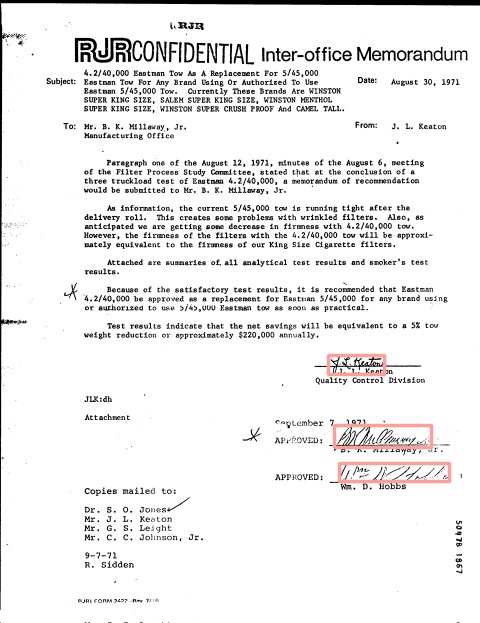 RJR
RJR CONFIDENTIAL Inter-office Memorandum
Subject: 4.2/40,000 Eastman Tow As A Replacement For 5/45,000
Eastman Tow For Any Brand Using Or Authorized To Use
Eastman 5/45,000 Tow. Currently These Brands Are WINSTON
SUPER KING SIZE, SALEM SUPER KING SIZE, WINSTON MENTHOL
SUPER KING SIZE, WINSTON SUPER CRUSH PROOF And CAMEL TALL.
Date: August 30, 1971
To: Mr. B. K. Millaway, Jr.
Manufacturing Office
From: J. L. Keaton
Paragraph one of the August 12, 1971, minutes of the August 6, meeting
of the Filter Process Study Committee, stated that at the conclusion of a
three truckload test of Eastman 4.2/40,000, a memorandum of recommendation
would be submitted to Mr. B. K. Millaway, Jr.
As information, the current 5/45,000 tow is running tight after the
delivery roll. This creates some problems with wrinkled filters. Also, as
anticipated we are getting some decrease in firmness with 4.2/40,000 tow.
However, the firmness of the filters with the 4.2/40,000 tow will be approxi-
mately equivalent to the firmness of our King Size Cigarette filters.
Attached are summaries of all analytical test results and smoker's test
results.
Because of the satisfactory test results, it is recommended that Eastman
4.2/40,000 be approved as a replacement for Eastman 5/45,000 for any brand using
or authorized to use 5/45,000 Eastman tow as soon as practical.
Test results indicate that the net savings will be equivalent to a 5% tow
weight reduction or approximately $220,000 annually.
J. L. Keaton
J. L. Keaton
Quality Control Division
JLK:dh
Attachment
September 7, 1971
APPROVED:
B. K. Millaway, Jr.
APPROVED: Wm D Hobbs
Wm. D. Hobbs
Copies mailed to:
Dr. S. O. Jones
Mr. J. L. Keaton
Mr. G. S. Leight
Mr. C. C. Johnson, Jr.
9-7-71
R. Sidden
50478 1867
RJRI FORM 2422 -Rev. 7/70